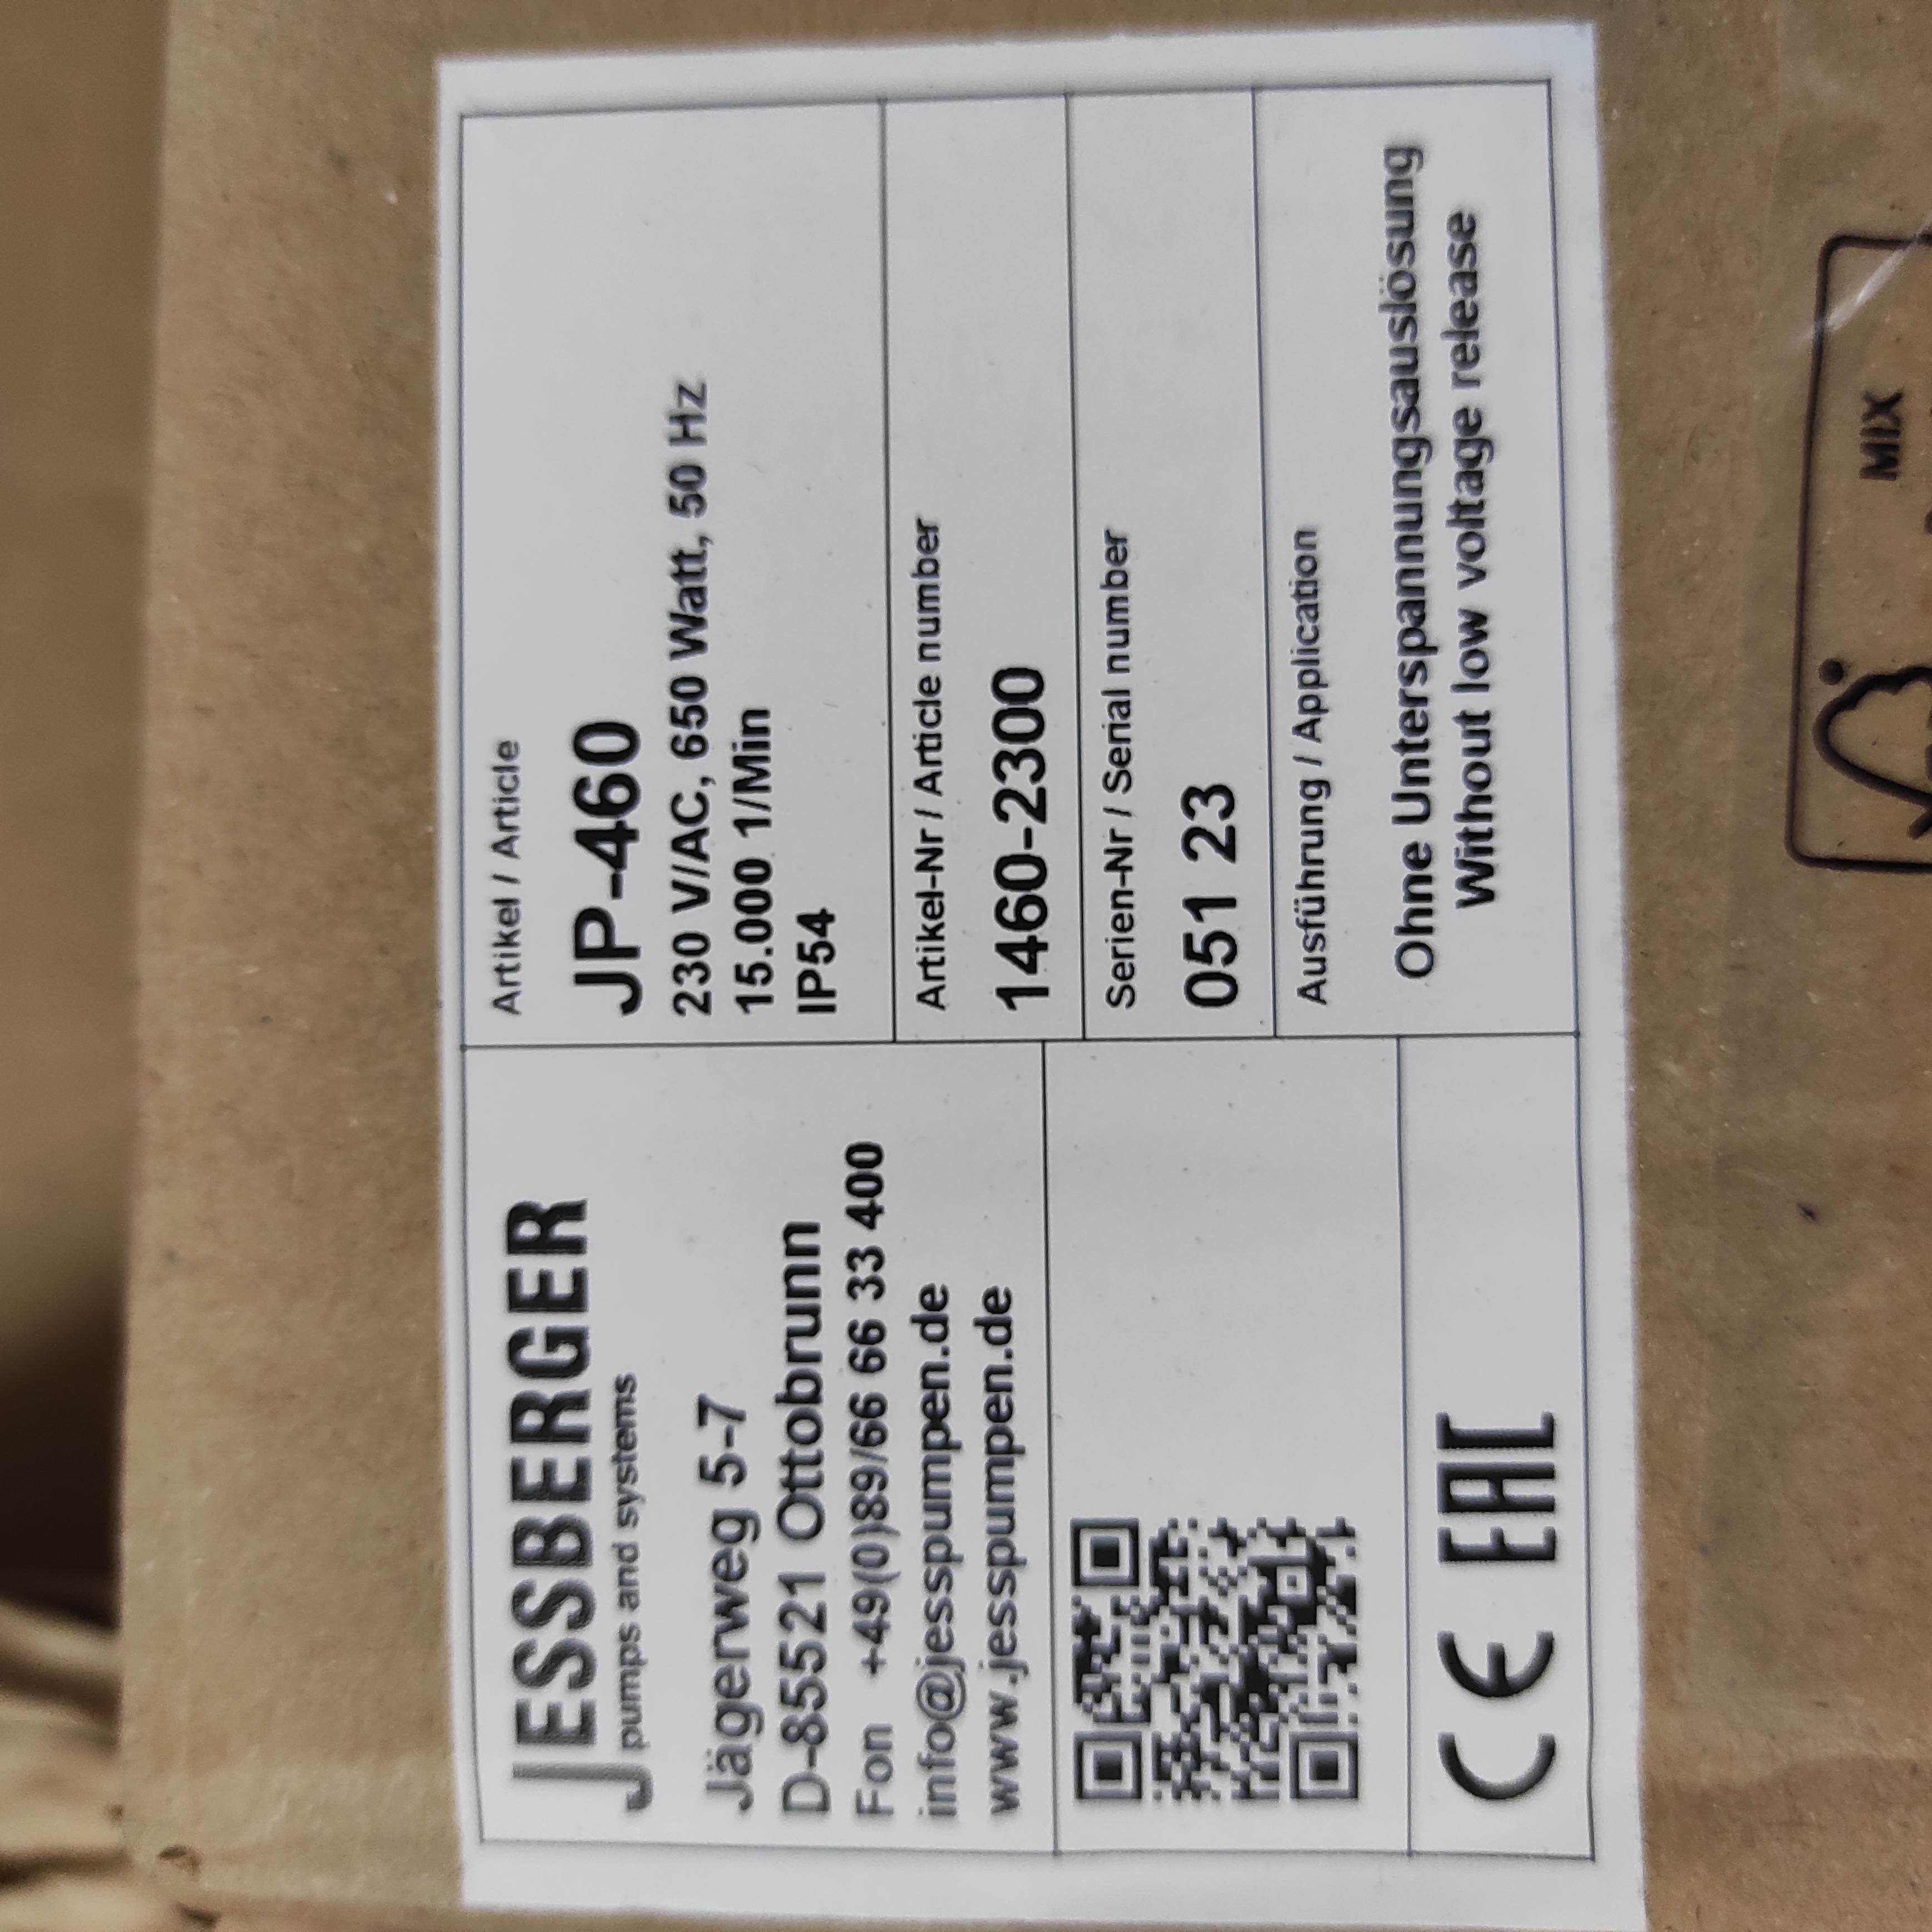 JESSBERGER
pumps and systems
Jägerweg 5-7
D-85521 Ottobrunn
Fon +49(0)89/66 66 33 400
info@jesspumpen.de
www.jesspumpen.de
CE EAC
Artikel / Article
JP-460
230 V/AC, 650 Watt, 50 Hz
15.000 1/Min
IP54
Artikel-Nr / Article number
1460-2300
Serien-Nr / Serial number
051 23
Ausführung / Application
Ohne Unterspannungsauslösung
Without low voltage release
MIX